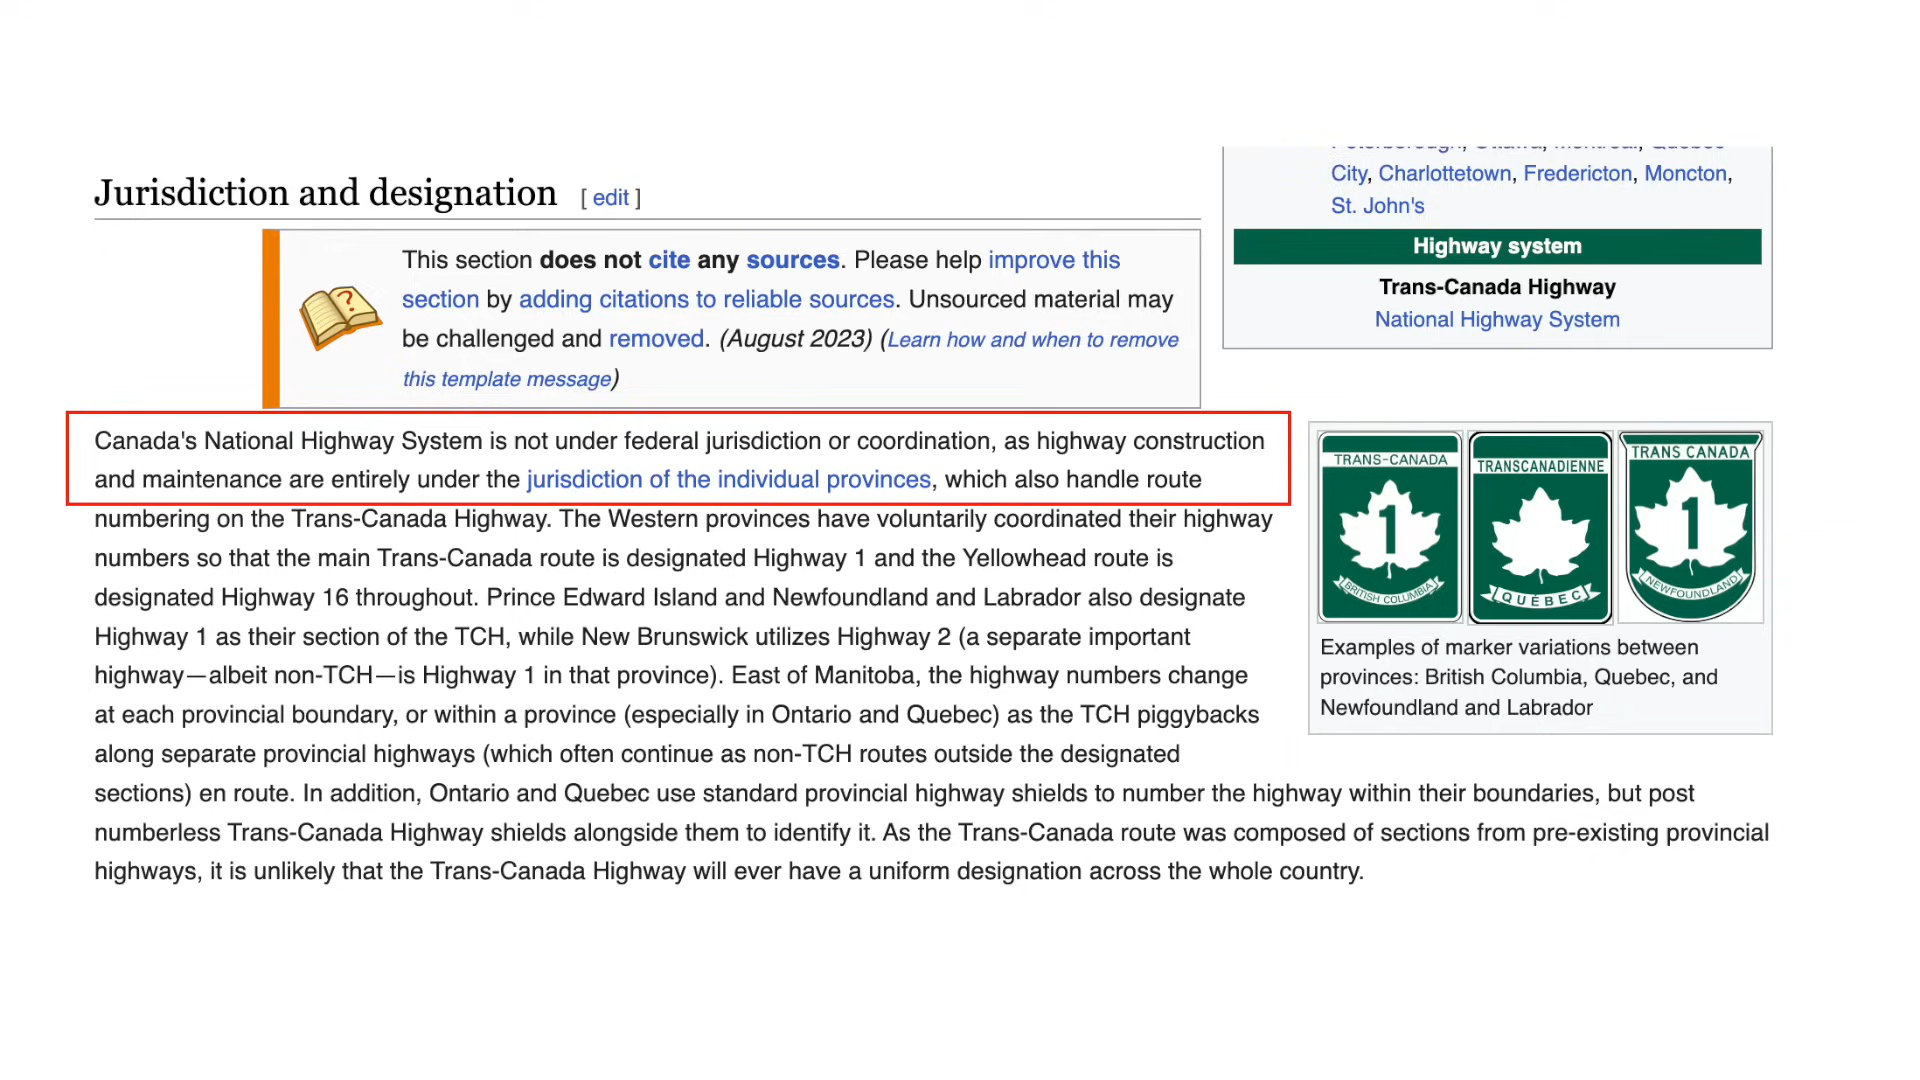 Peterborough, Ottawa, Montreal, Quebec
City, Charlottetown, Fredericton, Moncton,
St. John's
Highway system
Trans-Canada Highway
National Highway System
Jurisdiction and designation [ edit ]
This section does not cite any sources. Please help improve this
section by adding citations to reliable sources. Unsourced material may
be challenged and removed. (August 2023) (Learn how and when to remove
this template message)
Canada's National Highway System is not under federal jurisdiction or coordination, as highway construction
and maintenance are entirely under the jurisdiction of the individual provinces, which also handle route
numbering on the Trans-Canada Highway. The Western provinces have voluntarily coordinated their highway
numbers so that the main Trans-Canada route is designated Highway 1 and the Yellowhead route is
designated Highway 16 throughout. Prince Edward Island and Newfoundland and Labrador also designate
Highway 1 as their section of the TCH, while New Brunswick utilizes Highway 2 (a separate important
highway—albeit non-TCH—is Highway 1 in that province). East of Manitoba, the highway numbers change
at each provincial boundary, or within a province (especially in Ontario and Quebec) as the TCH piggybacks
along separate provincial highways (which often continue as non-TCH routes outside the designated
sections) en route. In addition, Ontario and Quebec use standard provincial highway shields to number the highway within their boundaries, but post
numberless Trans-Canada Highway shields alongside them to identify it. As the Trans-Canada route was composed of sections from pre-existing provincial
highways, it is unlikely that the Trans-Canada Highway will ever have a uniform designation across the whole country.
TRANS-CANADA
1
BRITISH COLUMBIA
TRANSCANADIENNE
QUÉBEC
TRANS CANADA
1
NEWFOUNDLAND
Examples of marker variations between
provinces: British Columbia, Quebec, and
Newfoundland and Labrador